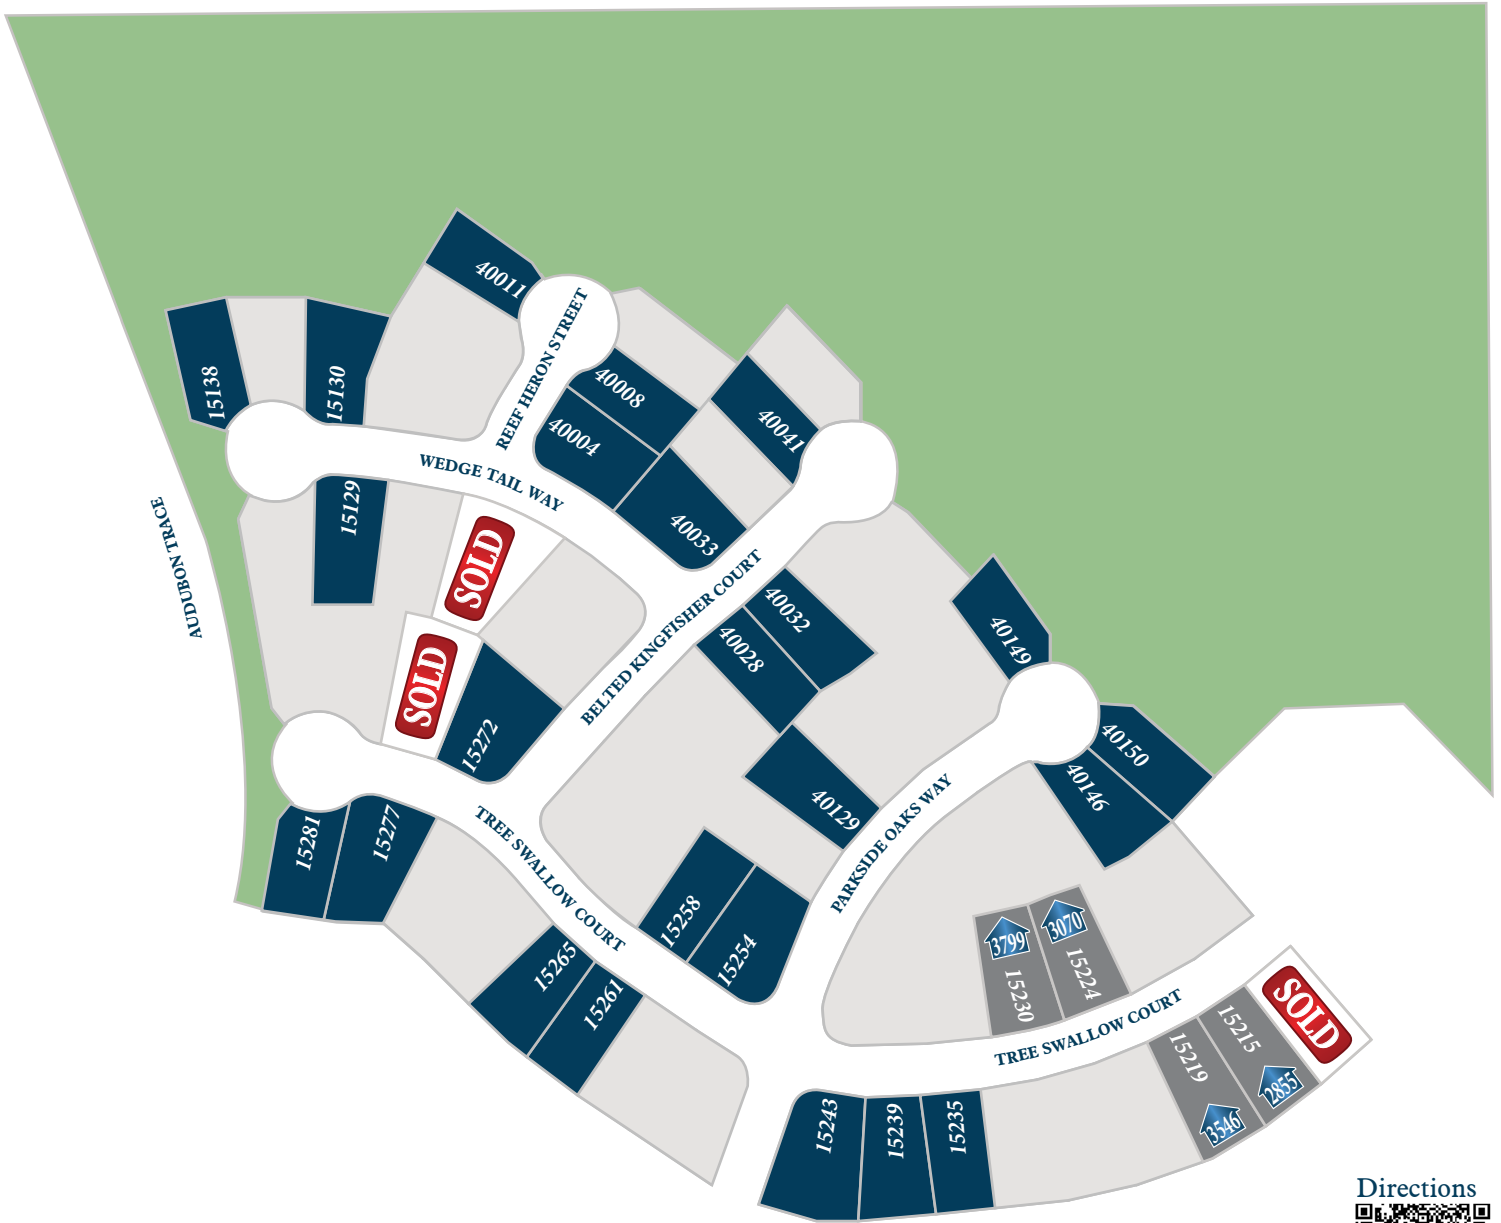 40011
REEF HERON STREET
15138
15130
40008
40004
40041
WEDGE TAIL WAY
15129
40033
AUDUBON TRACE
SOLD
SOLD
BELTED KINGFISHER COURT
40032
40028
40149
15272
40150
40146
40129
PARKSIDE OAKS WAY
15281
15277
TREE SWALLOW COURT
15258
15254
15265
15261
3799
3070
15230
15224
TREE SWALLOW COURT
SOLD
15215
15219
2855
3546
15243
15239
15235
Directions